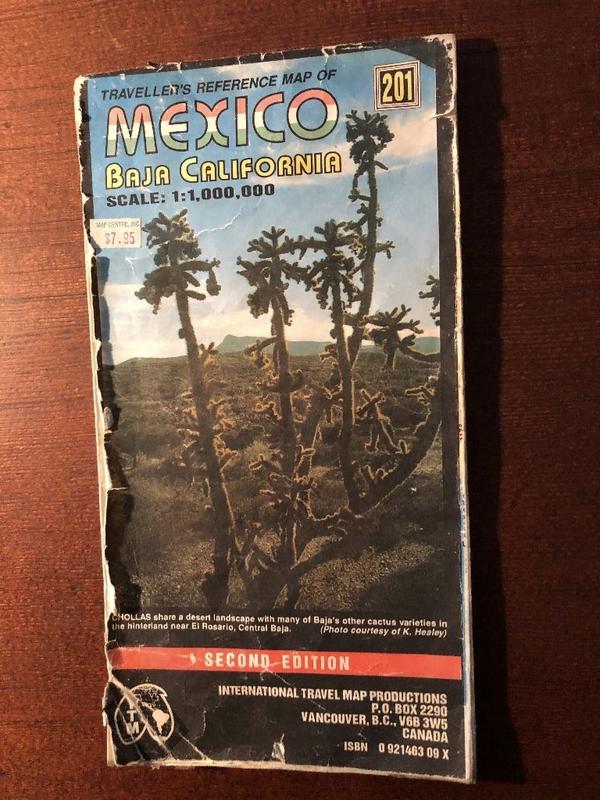 TRAVELLER'S REFERENCE MAP OF
201
MEXICO
BAJA CALIFORNIA
SCALE: 1:1,000,000
MAP CENTRE, INC
$7.95
CHOLLAS share a desert landscape with many of Baja's other cactus varieties in
the hinterland near El Rosario, Central Baja. (Photo courtesy of K. Healey)
SECOND EDITION
ITM
INTERNATIONAL TRAVEL MAP PRODUCTIONS
P.O. BOX 2290
VANCOUVER, B.C., V6B 3W5
CANADA
ISBN 0 921463 09 X